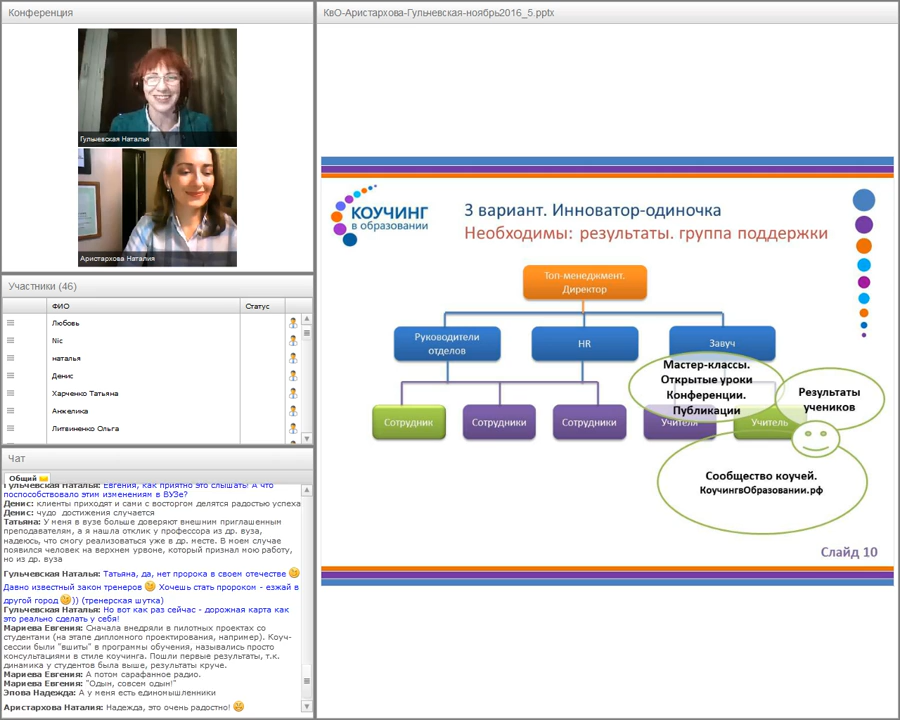 Конференция
Гульчевская Наталья
Аристархова Наталия
Участники (46)
ФИО
Статус
Любовь
Nic
наталья
Денис
Харченко Татьяна
Анжелика
Литвиненко Ольга
Чат
Общий
Гульчевская Наталья: Евгения, как приятно это слышать! А что
поспособствовало этим изменениям в ВУЗе?
Денис: клиенты приходят и сами с восторгом делятся радостью успеха
Денис: чудо достижения случается
Татьяна: У меня в вузе больше доверяют внешним приглашенным
преподавателям, а я нашла отклик у профессора из др. вуза,
надеюсь, что смогу реализоваться уже в др. месте. В моем случае
появился человек на верхнем урвоне, который признал мою работу,
но из др. вуза
Гульчевская Наталья: Татьяна, да, нет пророка в своем отечестве
Давно известный закон тренеров Хочешь стать пророком - езжай в
другой город )) (тренерская шутка)
Гульчевская Наталья: Но вот как раз сейчас - дорожная карта как
это реально сделать у себя!
Мариева Евгения: Сначала внедряли в пилотных проектах со
студентами (на этапе дипломного проектирования, например). Коуч-
сессии были "вшиты" в программы обучения, назывались просто
консультациями в стиле коучинга. Пошли первые результаты, т.к.
динамика у студентов была выше, результаты круче.
Мариева Евгения: А потом сарафанное радио.
Мариева Евгения: "Один, совсем один!"
Эпова Надежда: А у меня есть единомышленники
Аристархова Наталия: Надежда, это очень радостно!
КвО-Аристархова-Гульчевская-ноябрь2016_5.pptx
КОУЧИНГ
в образовании
3 вариант. Инноватор-одиночка
Необходимы: результаты. группа поддержки
Топ-менеджмент.
Директор
Руководители
отделов
HR
Завуч
Мастер-классы.
Открытые уроки
Конференции.
Публикации
Результаты
учеников
Сотрудник
Сотрудники
Сотрудники
Учителя
Учитель
Сообщество коучей.
КоучингвОбразовании.рф
Слайд 10